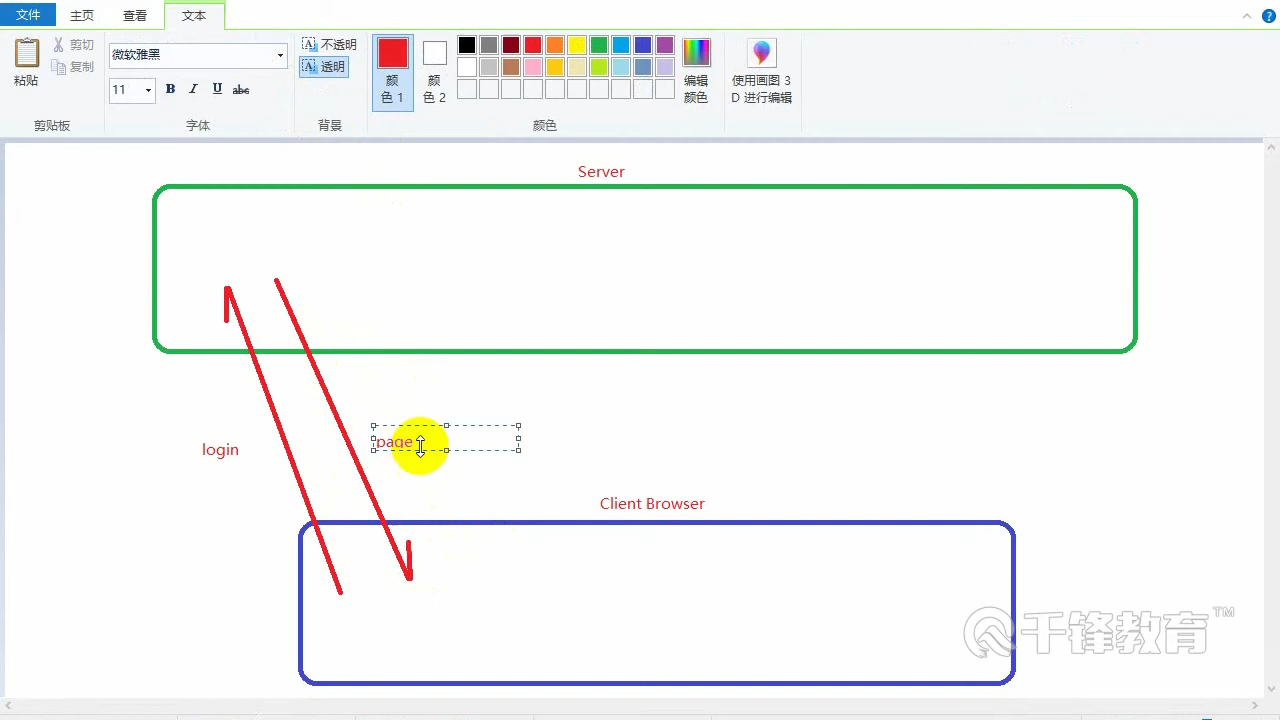 文件 主页 查看 文本
粘贴
剪切
复制
剪贴板
微软雅黑
11 B I U abc
字体
A 不透明
A 透明
背景
颜
色 1
颜
色 2
编辑
颜色
颜色
使用画图 3
D 进行编辑
Server
login
page
Client Browser
千锋教育™